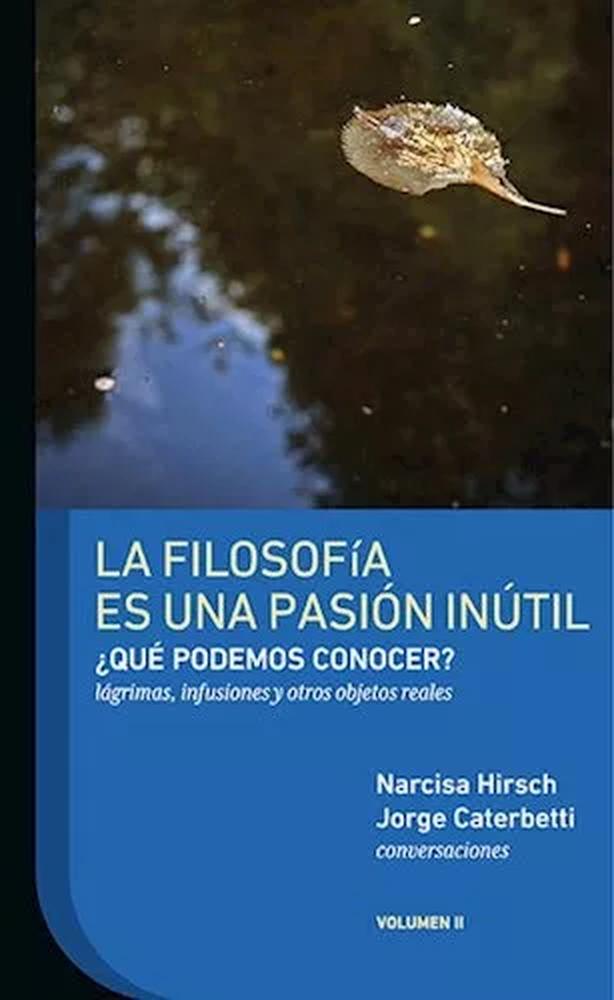 LA FILOSOFíA
ES UNA PASIÓN INÚTIL
¿QUÉ PODEMOS CONOCER?
lágrimas, infusiones y otros objetos reales
Narcisa Hirsch
Jorge Caterbetti
conversaciones
VOLUMEN II